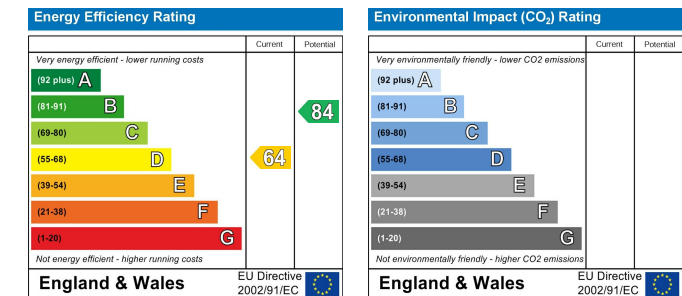 Energy Efficiency Rating
Current Potential
Very energy efficient - lower running costs
(92 plus) A
(81-91) B
84
(69-80) C
(55-68) D
64
(39-54) E
(21-38) F
(1-20) G
Not energy efficient - higher running costs
England & Wales
EU Directive
2002/91/EC
Environmental Impact (CO₂) Rating
Current Potential
Very environmentally friendly - lower CO2 emissions
(92 plus) A
(81-91) B
(69-80) C
(55-68) D
(39-54) E
(21-38) F
(1-20) G
Not environmentally friendly - higher CO2 emissions
England & Wales
EU Directive
2002/91/EC